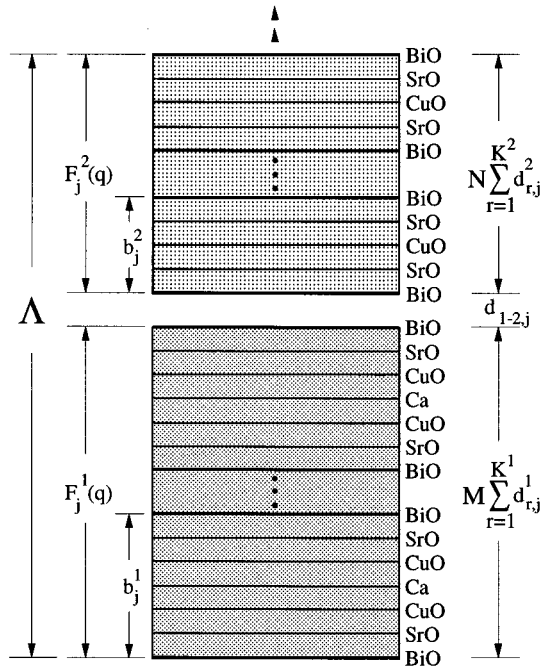 BiO
SrO
CuO
SrO
BiO
BiO
SrO
CuO
SrO
BiO
BiO
SrO
CuO
Ca
CuO
SrO
BiO
BiO
SrO
CuO
Ca
CuO
SrO
BiO
Λ
F_j^2(q)
b_j^2
F_j^1(q)
b_j^1
N∑_{r=1}^{K^2} d_{r,j}^2
d_{1-2,j}
M∑_{r=1}^{K^1} d_{r,j}^1